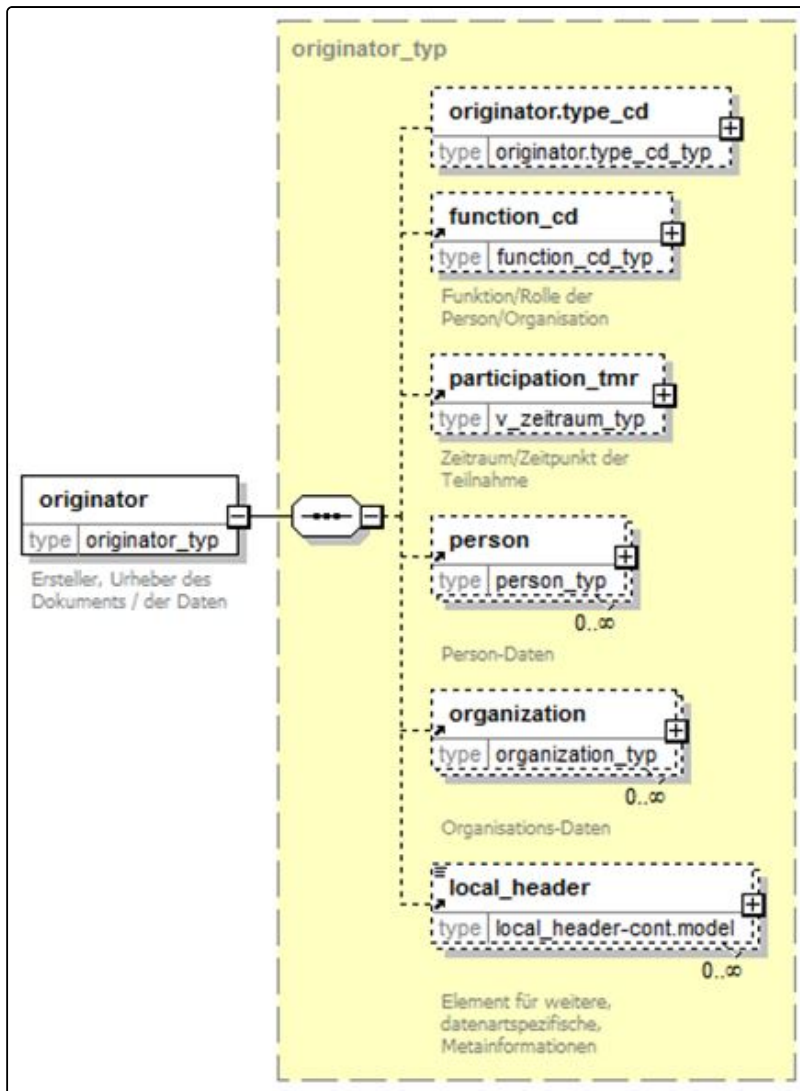 originator_typ
originator.type_cd
type originator.type_cd_typ
function_cd
type function_cd_typ
Funktion/Rolle der
Person/Organisation
participation_tmr
type v_zeitraum_typ
Zeitraum/Zeitpunkt der
Teilnahme
originator
type originator_typ
Ersteller, Urheber des
Dokuments / der Daten
person
type person_typ
0..∞
Person-Daten
organization
type organization_typ
0..∞
Organisations-Daten
local_header
type local_header-cont.model
0..∞
Element für weitere,
datenartspezifische,
Metainformationen